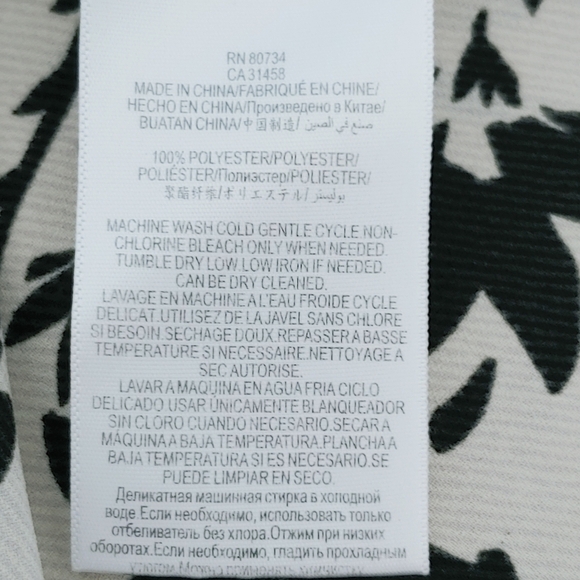 RN 80734
CA 31458
MADE IN CHINA/FABRIQUÉ EN CHINE/
HECHO EN CHINA/Произведено в Китае/
BUATAN CHINA/中国制造/ صنع في الصين/
100% POLYESTER/POLYESTER/
POLIÉSTER/Полиэстер/POLIESTER/
聚酯纤维/ポリエステル/ بوليستر
MACHINE WASH COLD GENTLE CYCLE.NON-
CHLORINE BLEACH ONLY WHEN NEEDED.
TUMBLE DRY LOW.LOW IRON IF NEEDED.
CAN BE DRY CLEANED.
LAVAGE EN MACHINE A L'EAU FROIDE CYCLE
DELICAT.UTILISEZ DE LA JAVEL SANS CHLORE
SI BESOIN.SECHAGE DOUX.REPASSER A BASSE
TEMPERATURE SI NECESSAIRE.NETTOYAGE A
SEC AUTORISE.
LAVAR A MAQUINA EN AGUA FRIA CICLO
DELICADO.USAR ÚNICAMENTE BLANQUEADOR
SIN CLORO CUANDO NECESARIO.SECAR A
MÁQUINA A BAJA TEMPERATURA.PLANCHA A
BAJA TEMPERATURA SI ES NECESARIO.SE
PUEDE LIMPIAR EN SECO.
Деликатная машинная стирка в холодной
воде.Если необходимо, использовать только
отбеливатель без хлора.Отжим при низких
оборотах.Если необходимо, гладить прохладным